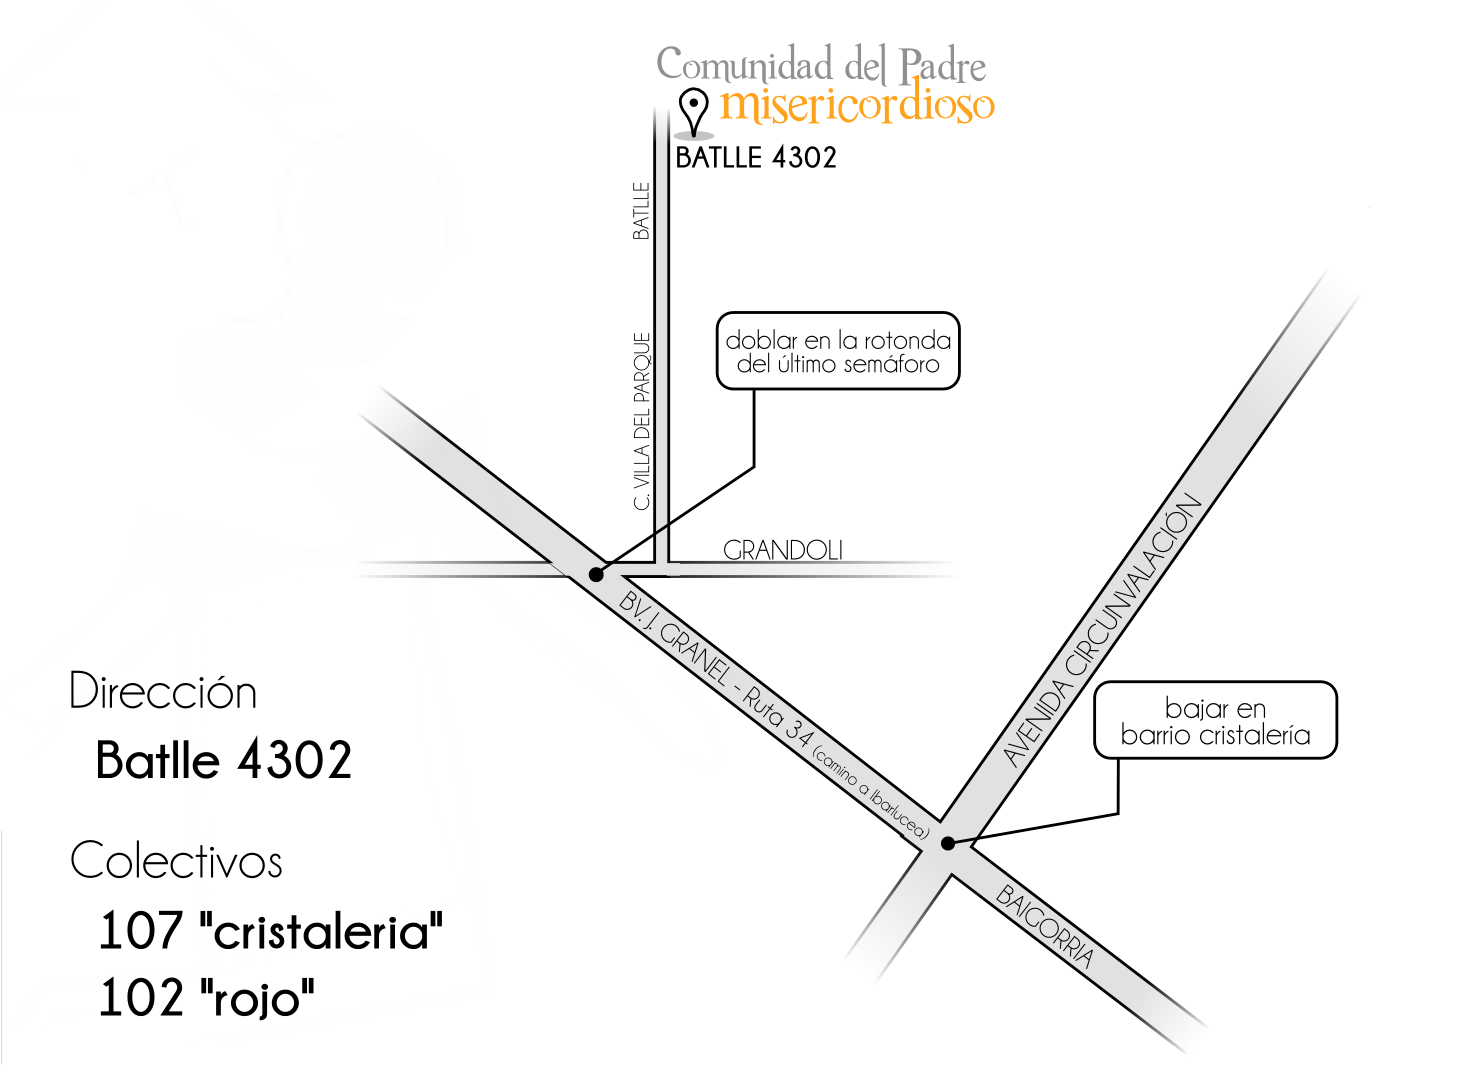 Comunidad del Padre
misericordioso
BATLLE 4302
BATLLE
C. VILLA DEL PARQUE
doblar en la rotonda
del último semáforo
GRANDOLI
BV. J. GRANEL - Ruta 34 (camino a Ibarlucea)
AVENIDA CIRCUNVALACIÓN
bajar en
barrio cristalería
BAIGORRIA
Dirección
Batlle 4302
Colectivos
107 "cristaleria"
102 "rojo"